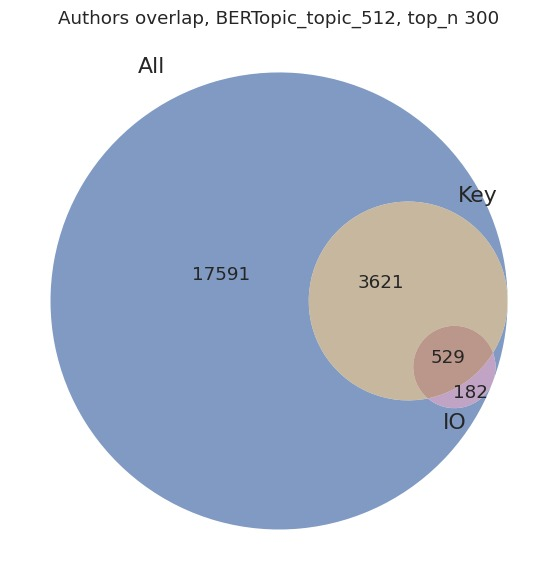 Authors overlap, BERTopic_topic_512, top_n 300
All
Key
17591
3621
529
182
IO